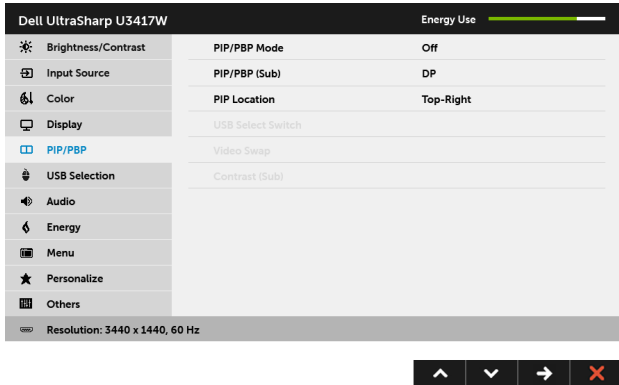 Dell UltraSharp U3417W Energy Use
Brightness/Contrast PIP/PBP Mode Off
Input Source PIP/PBP (Sub) DP
Color PIP Location Top-Right
Display USB Select Switch
PIP/PBP Video Swap
USB Selection Contrast (Sub)
Audio
Energy
Menu
Personalize
Others
Resolution: 3440 x 1440, 60 Hz